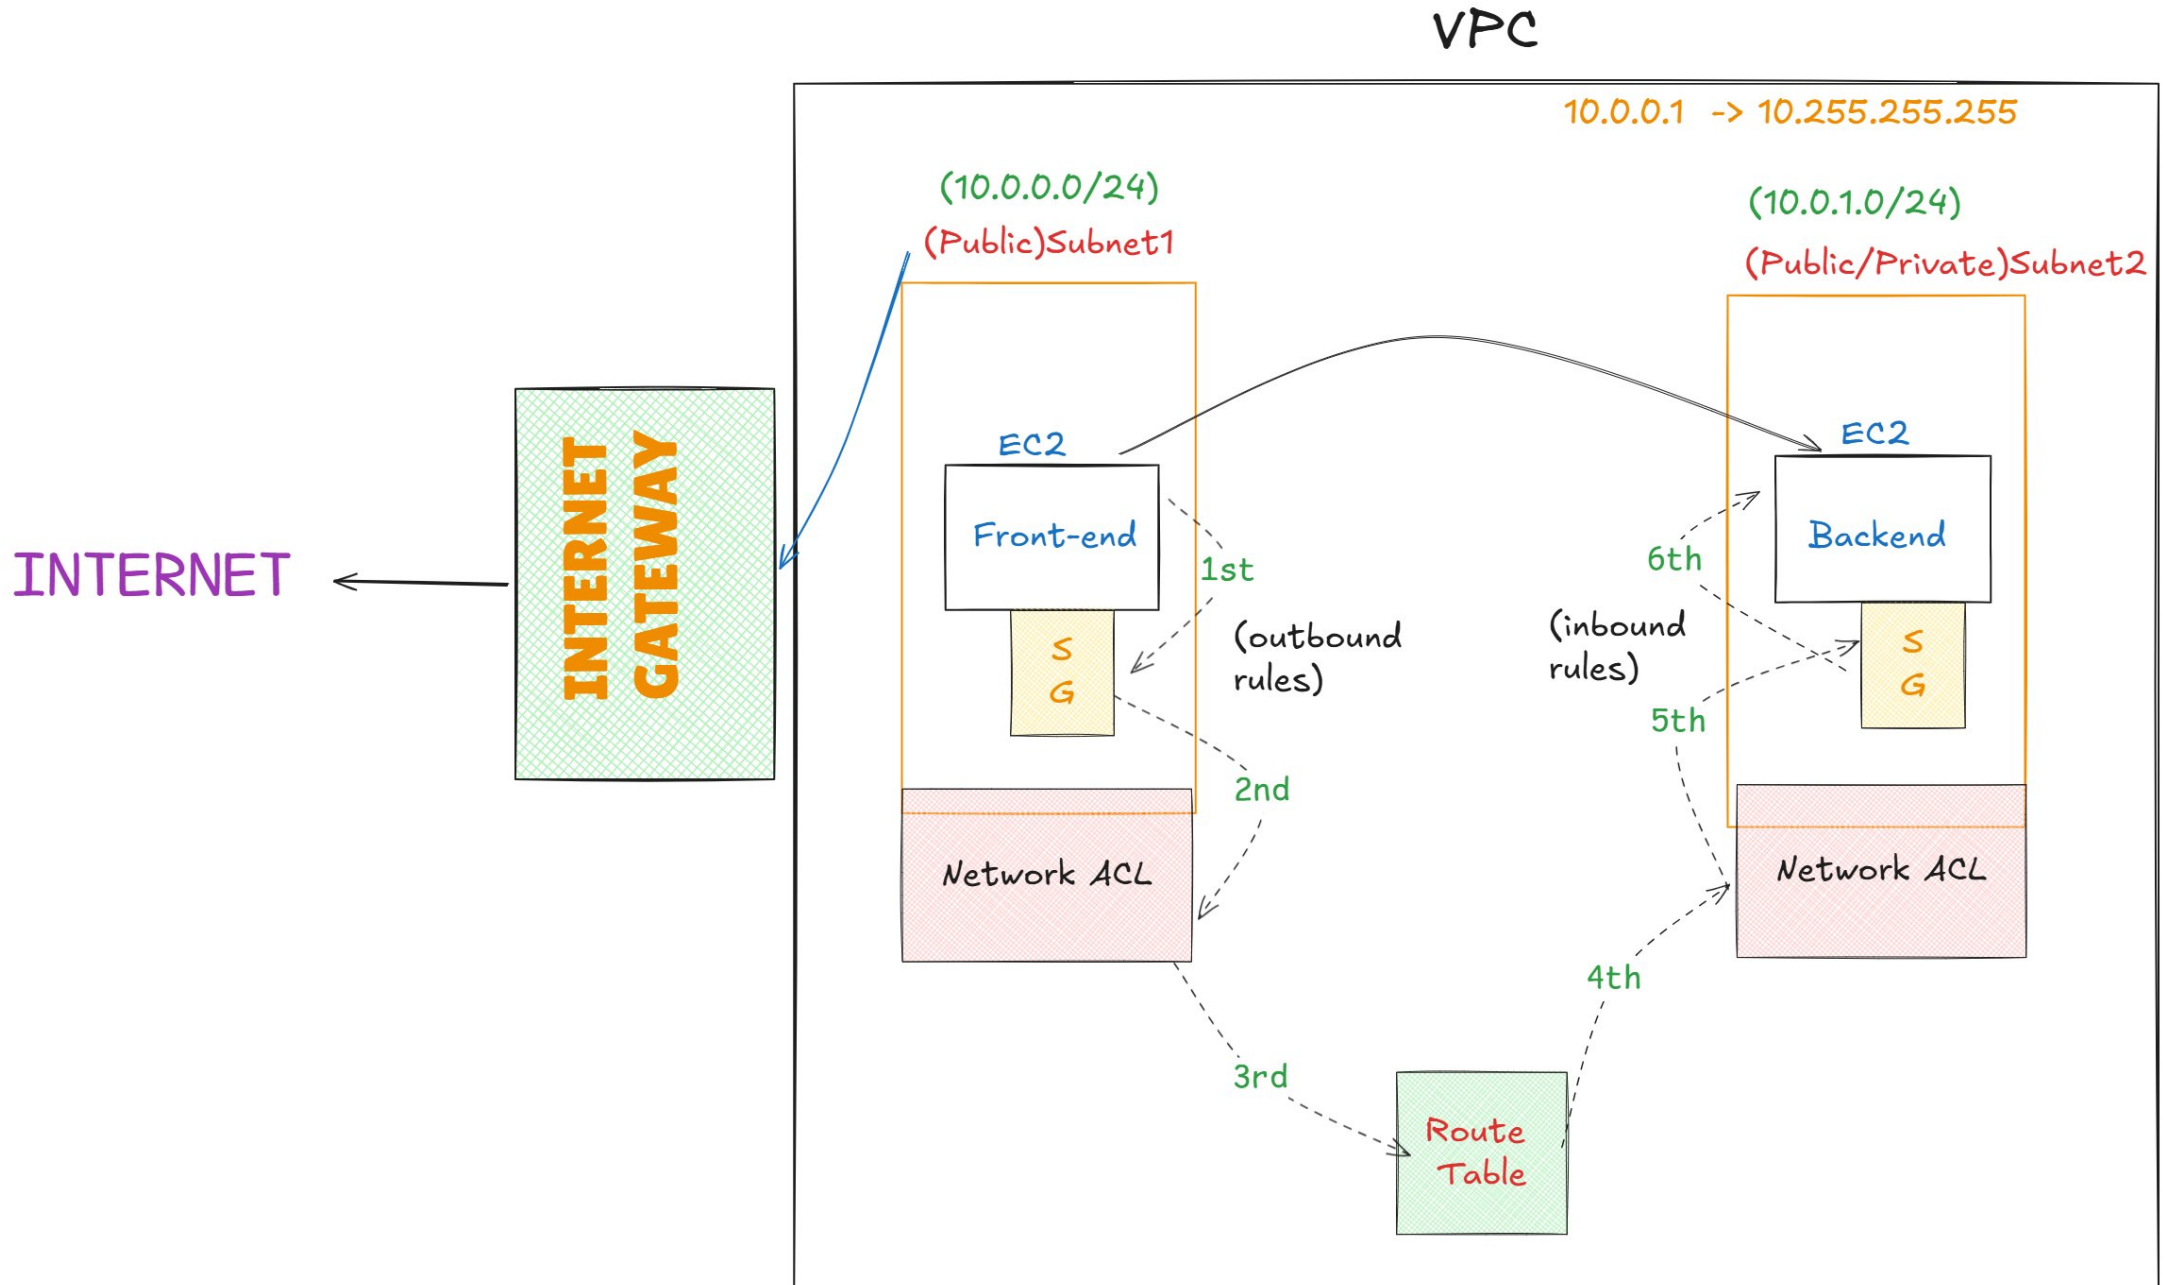 VPC
10.0.0.1 -> 10.255.255.255
(10.0.0.0/24)
(Public)Subnet1
(10.0.1.0/24)
(Public/Private)Subnet2
INTERNET
INTERNET
GATEWAY
EC2
Front-end
S
G
1st
(outbound
rules)
2nd
Network ACL
3rd
Route
Table
4th
Network ACL
5th
(inbound
rules)
6th
EC2
Backend
S
G